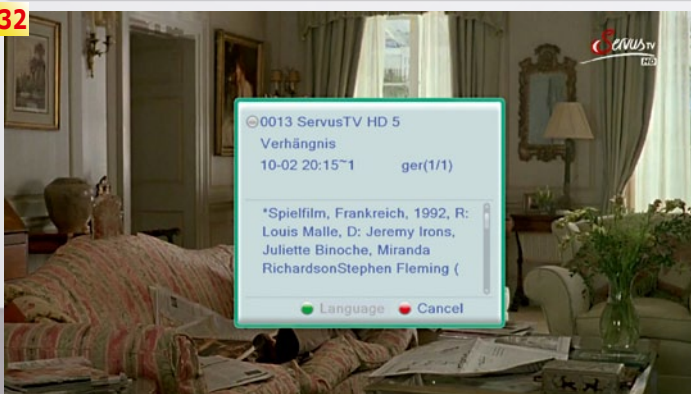 32
ServusTV
HD
0013 ServusTV HD 5
Verhängnis
10-02 20:15~1 ger(1/1)
*Spielfilm, Frankreich, 1992, R:
Louis Malle, D: Jeremy Irons,
Juliette Binoche, Miranda
RichardsonStephen Fleming (
Language Cancel